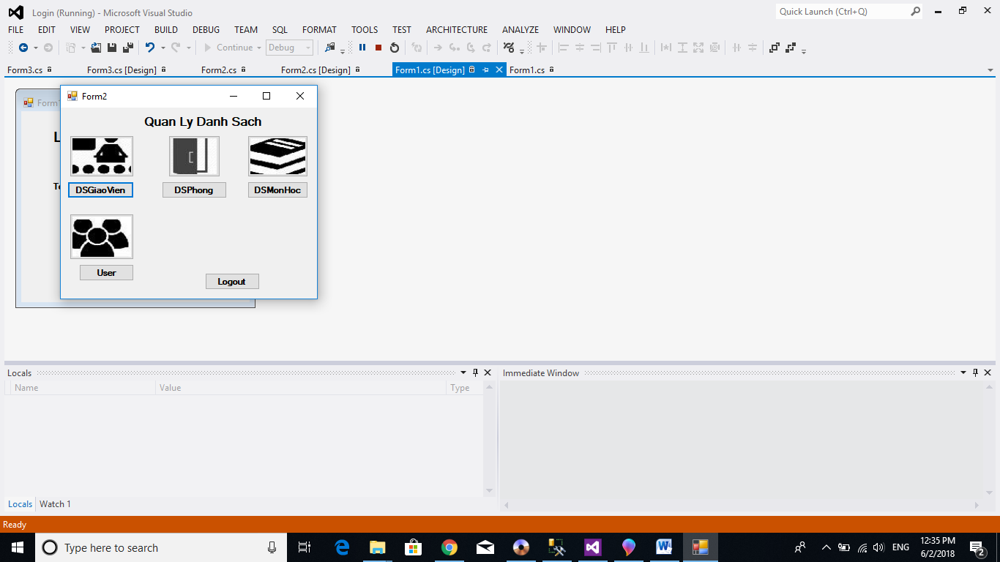 Login (Running) - Microsoft Visual Studio
Quick Launch (Ctrl+Q)
FILE EDIT VIEW PROJECT BUILD DEBUG TEAM SQL FORMAT TOOLS TEST ARCHITECTURE ANALYZE WINDOW HELP
Continue Debug
Form3.cs Form3.cs [Design] Form2.cs Form2.cs [Design] Form1.cs [Design] Form1.cs
Form2
Quan Ly Danh Sach
DSGiaoVien DSPhong DSMonHoc
User
Logout
Locals
Name Value Type
Locals Watch 1
Immediate Window
Ready
Type here to search
ENG
12:35 PM
6/2/2018
2